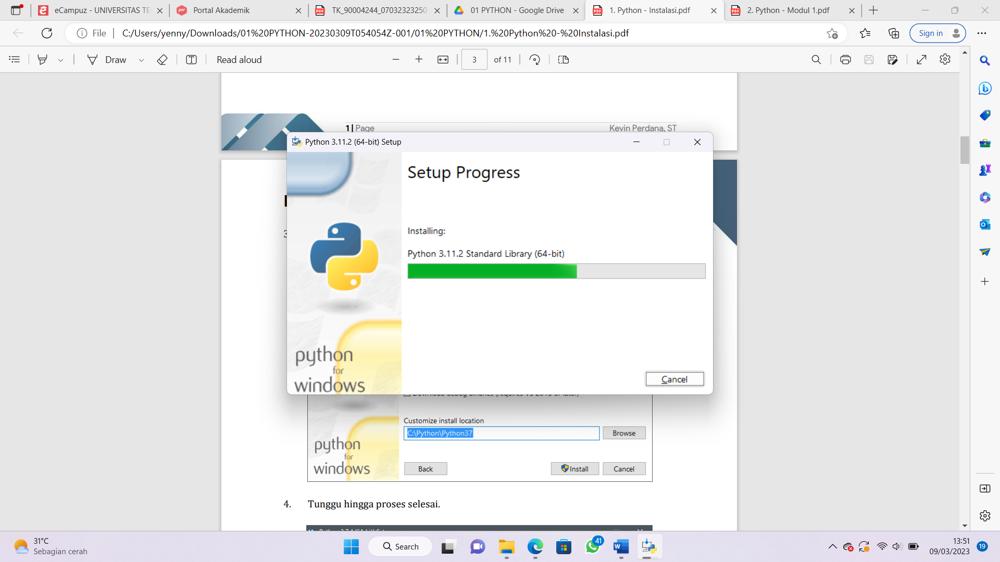 eCampuz - UNIVERSITAS TE
Portal Akademik
TK_90004244_07032323250
01 PYTHON - Google Drive
1. Python - Instalasi.pdf
2. Python - Modul 1.pdf
File
C:/Users/yenny/Downloads/01%20PYTHON-20230309T054054Z-001/01%20PYTHON/1.%20Python%20-%20Instalasi.pdf
Sign in
Draw
Read aloud
3
of 11
1 | Page
Kevin Perdana, ST
Python 3.11.2 (64-bit) Setup
Setup Progress
Installing:
Python 3.11.2 Standard Library (64-bit)
python
for
windows
Cancel
Customize install location
C:\Python\Python37
Browse
python
for
windows
Back
Install
Cancel
4. Tunggu hingga proses selesai.
31°C
Sebagian cerah
Search
41
13:51
09/03/2023
19